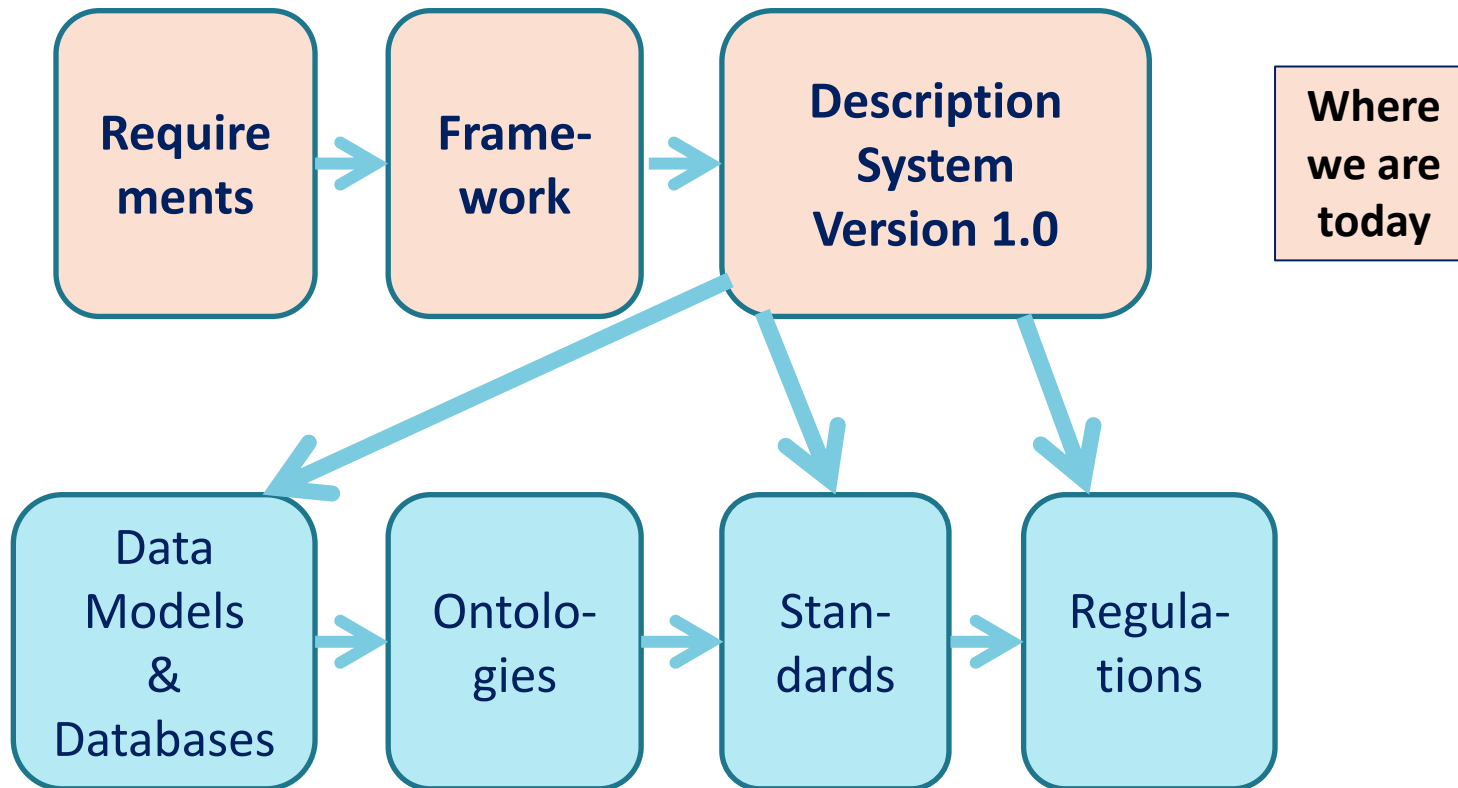 Require
ments
Frame-
work
Description
System
Version 1.0
Where
we are
today
Data
Models
&
Databases
Ontolo-
gies
Stan-
dards
Regula-
tions